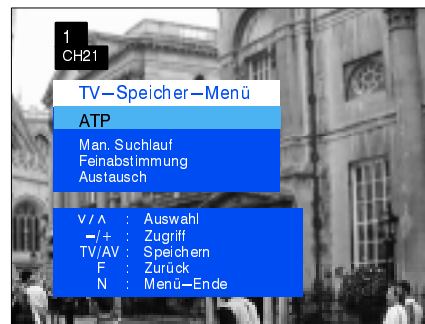 1
CH21
TV–Speicher–Menü
ATP
Man. Suchlauf
Feinabstimmung
Austausch
∨ / ∧ : Auswahl
–/+ : Zugriff
TV/AV : Speichern
F : Zurück
N : Menü–Ende